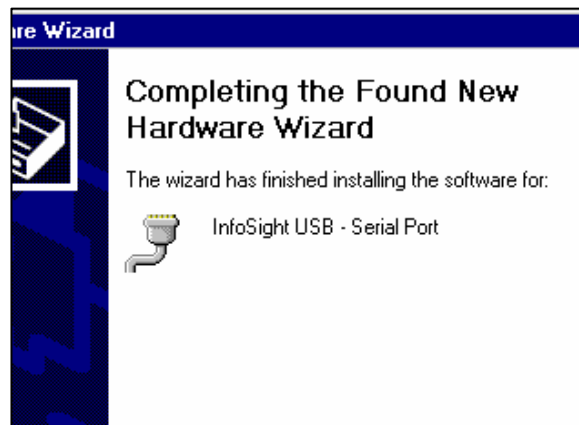 re Wizard
Completing the Found New
Hardware Wizard
The wizard has finished installing the software for:
InfoSight USB - Serial Port